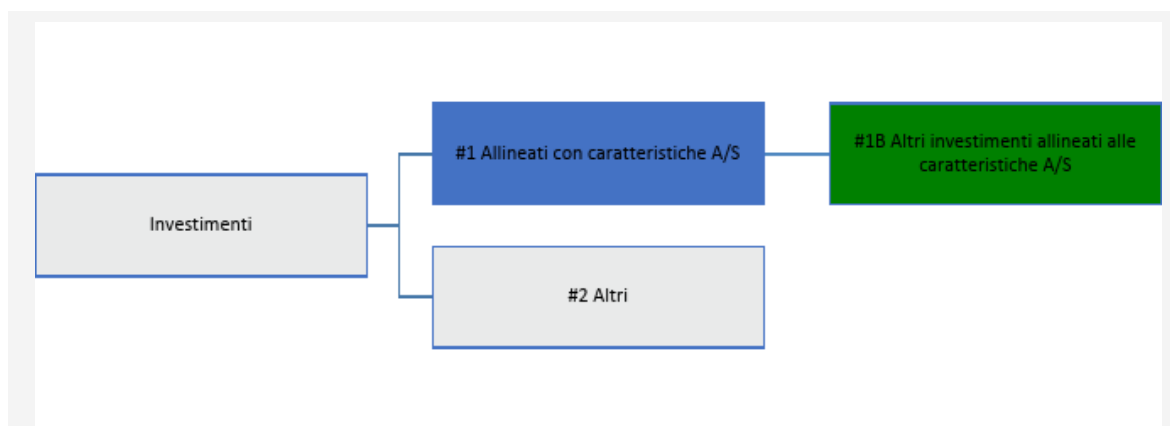 #1 Allineati con caratteristiche A/S
#1B Altri investimenti allineati alle
caratteristiche A/S
Investimenti
#2 Altri